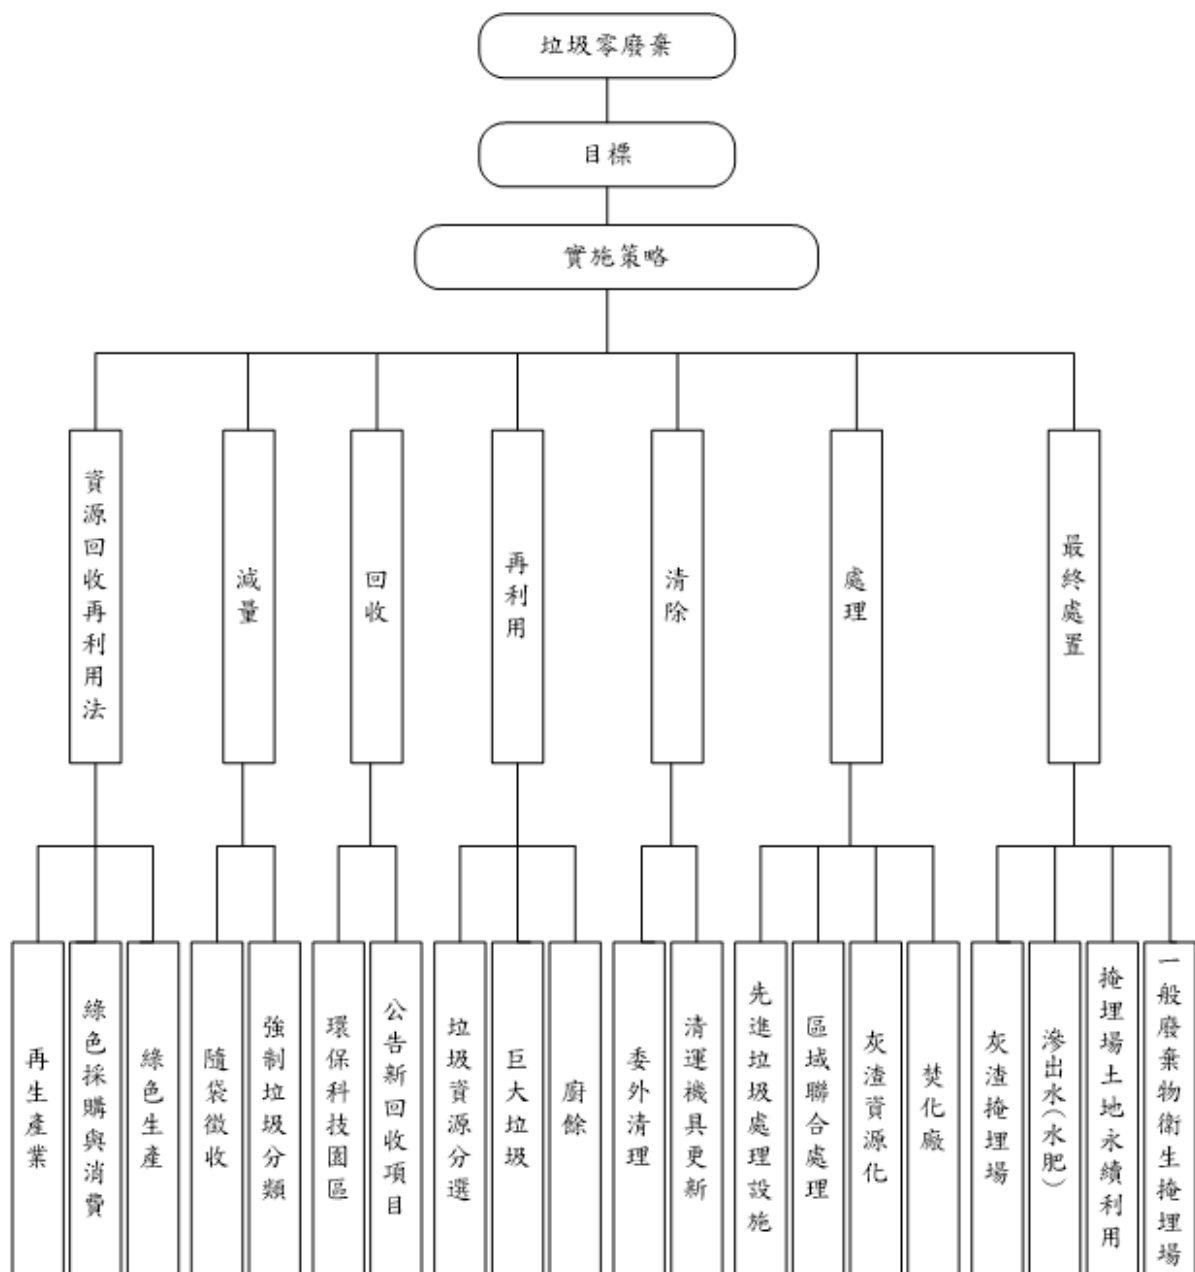 垃圾零廢棄
目標
實施策略
資源回收再利用法
減量
回收
再利用
清除
處理
最終處置
再生產業
綠色採購與消費
綠色生產
隨袋徵收
強制垃圾分類
環保科技園區
公告新回收項目
垃圾資源分選
巨大垃圾
廚餘
委外清理
清運機具更新
先進垃圾處理設施
區域聯合處理
灰渣資源化
焚化廠
灰渣掩埋場
滲出水(水肥)
掩埋場土地永續利用
一般廢棄物衛生掩埋場